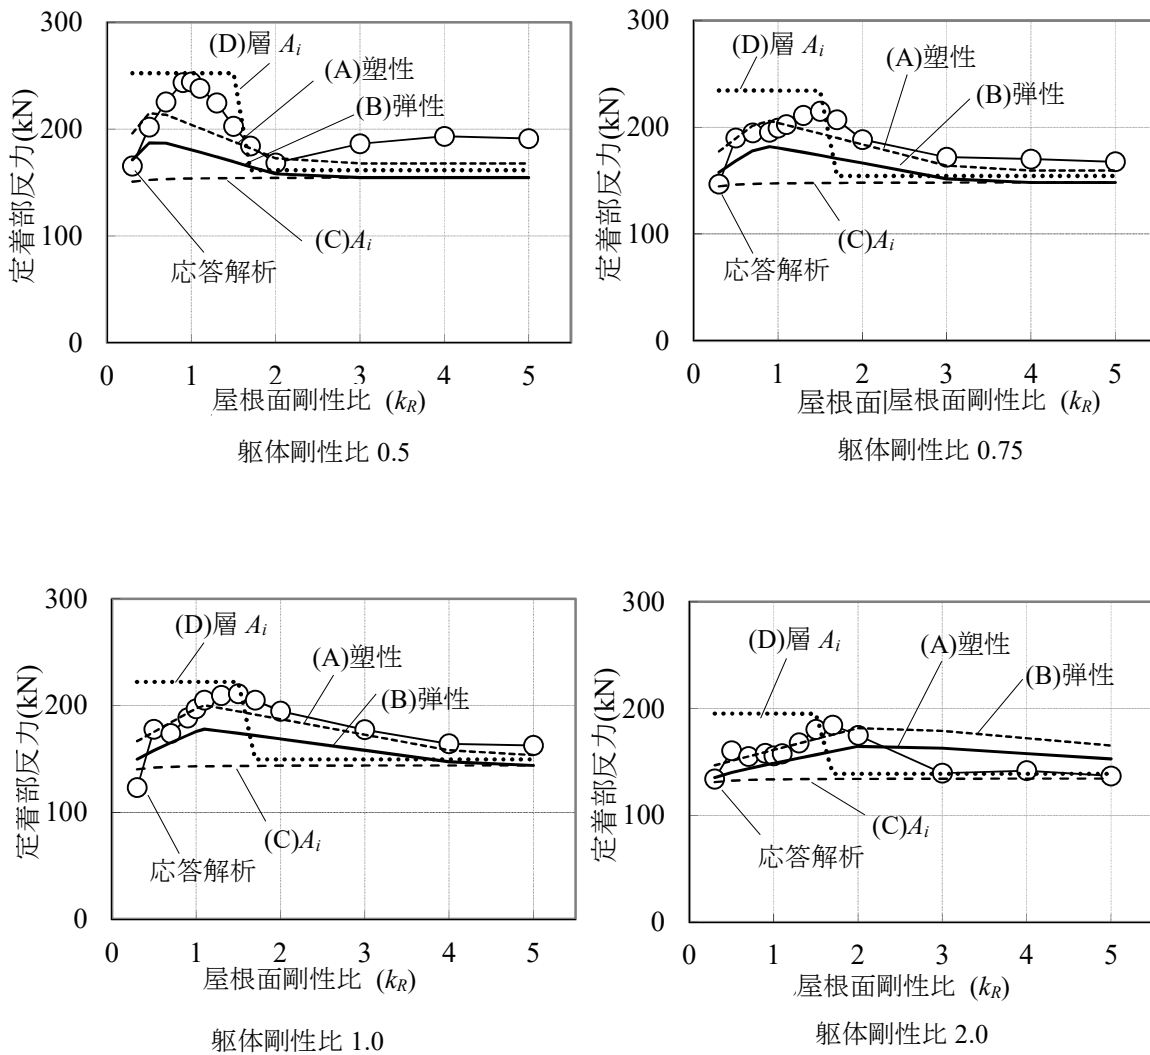 300
200
100
0
定着部反力(kN)
(D)層 Ai
(A)塑性
(B)弾性
(C)Ai
応答解析
0 1 2 3 4 5
屋根面剛性比 (kR)
躯体剛性比 0.5
300
200
100
0
定着部反力(kN)
(D)層 Ai
(A)塑性
(B)弾性
(C)Ai
応答解析
0 1 2 3 4 5
屋根面屋根面剛性比 (kR)
躯体剛性比 0.75
300
200
100
0
定着部反力(kN)
(D)層 Ai
(A)塑性
(B)弾性
(C)Ai
応答解析
0 1 2 3 4 5
屋根面剛性比 (kR)
躯体剛性比 1.0
300
200
100
0
定着部反力(kN)
(D)層 Ai
(A)塑性
(B)弾性
(C)Ai
応答解析
0 1 2 3 4 5
屋根面剛性比 (kR)
躯体剛性比 2.0